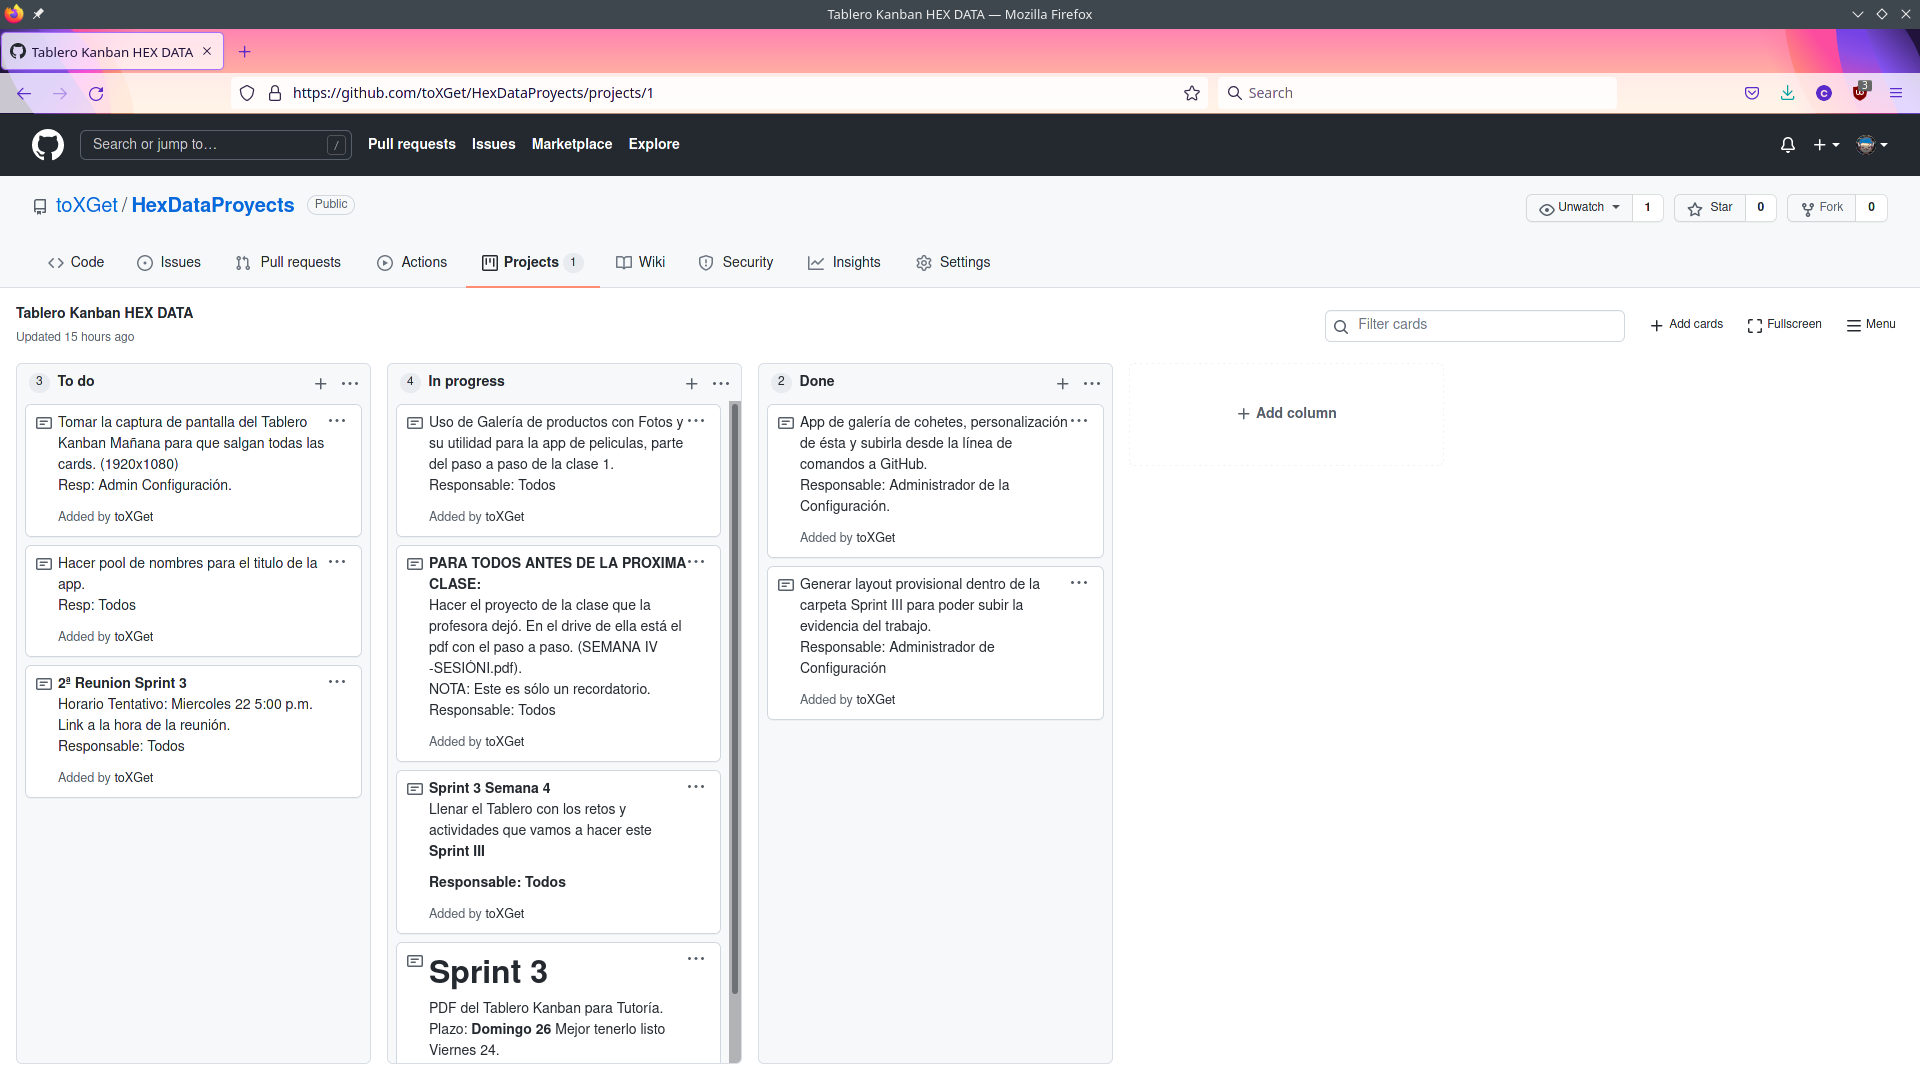 Tablero Kanban HEX DATA — Mozilla Firefox
Tablero Kanban HEX DATA
https://github.com/toXGet/HexDataProyects/projects/1
Search
C
3
Search or jump to…
/
Pull requests
Issues
Marketplace
Explore
toXGet / HexDataProyects
Public
Unwatch
1
Star
0
Fork
0
Code
Issues
Pull requests
Actions
Projects
1
Wiki
Security
Insights
Settings
Tablero Kanban HEX DATA
Updated 15 hours ago
Filter cards
Add cards
Fullscreen
Menu
3
To do
Tomar la captura de pantalla del Tablero
Kanban Mañana para que salgan todas las
cards. (1920x1080)
Resp: Admin Configuración.
Added by toXGet
Hacer pool de nombres para el titulo de la
app.
Resp: Todos
Added by toXGet
2ª Reunion Sprint 3
Horario Tentativo: Miercoles 22 5:00 p.m.
Link a la hora de la reunión.
Responsable: Todos
Added by toXGet
4
In progress
Uso de Galería de productos con Fotos y
su utilidad para la app de peliculas, parte
del paso a paso de la clase 1.
Responsable: Todos
Added by toXGet
PARA TODOS ANTES DE LA PROXIMA
CLASE:
Hacer el proyecto de la clase que la
profesora dejó. En el drive de ella está el
pdf con el paso a paso. (SEMANA IV
-SESIÓNI.pdf).
NOTA: Este es sólo un recordatorio.
Responsable: Todos
Added by toXGet
Sprint 3 Semana 4
Llenar el Tablero con los retos y
actividades que vamos a hacer este
Sprint III
Responsable: Todos
Added by toXGet
Sprint 3
PDF del Tablero Kanban para Tutoría.
Plazo: Domingo 26 Mejor tenerlo listo
Viernes 24.
2
Done
App de galería de cohetes, personalización
de ésta y subirla desde la línea de
comandos a GitHub.
Responsable: Administrador de la
Configuración.
Added by toXGet
Generar layout provisional dentro de la
carpeta Sprint III para poder subir la
evidencia del trabajo.
Responsable: Administrador de
Configuración
Added by toXGet
Add column